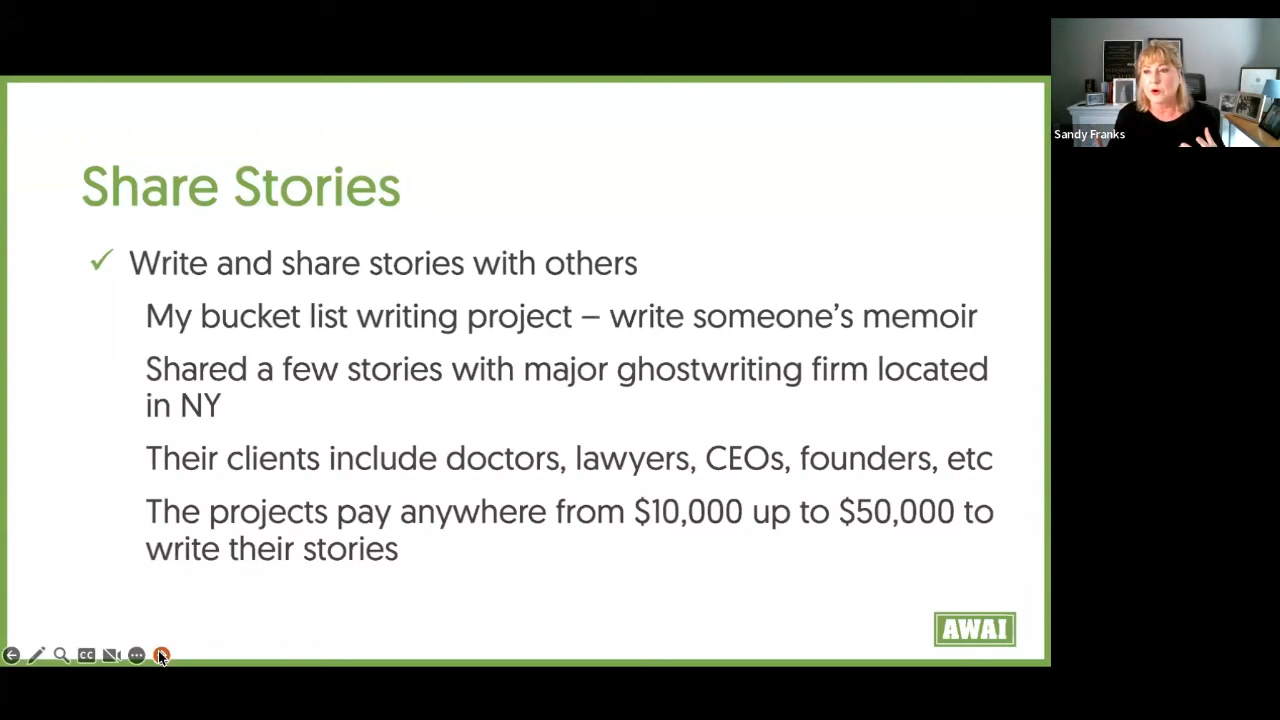 Share Stories
✓ Write and share stories with others
My bucket list writing project – write someone's memoir
Shared a few stories with major ghostwriting firm located
in NY
Their clients include doctors, lawyers, CEOs, founders, etc
The projects pay anywhere from $10,000 up to $50,000 to
write their stories
AWAI
CC
Sandy Franks